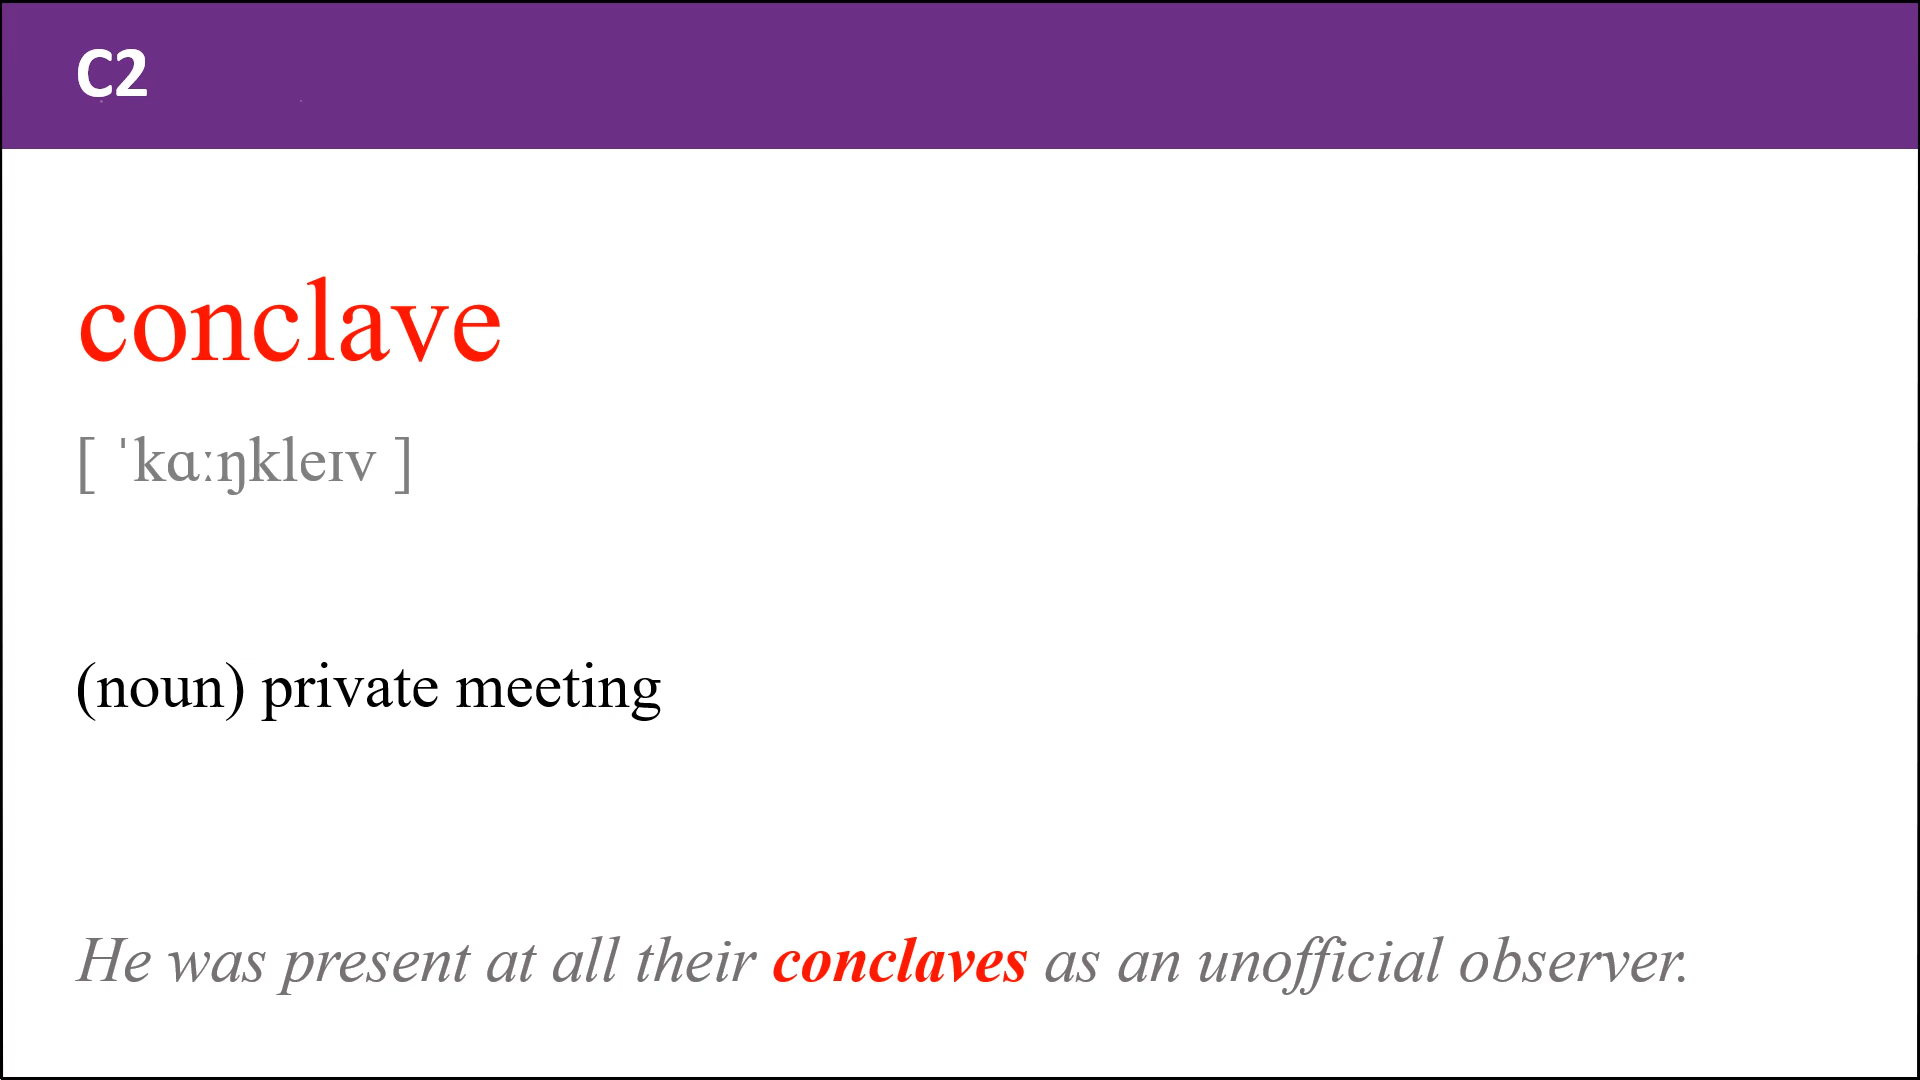 C2
conclave
[ ˈkɑːŋkleɪv ]
(noun) private meeting
He was present at all their conclaves as an unofficial observer.